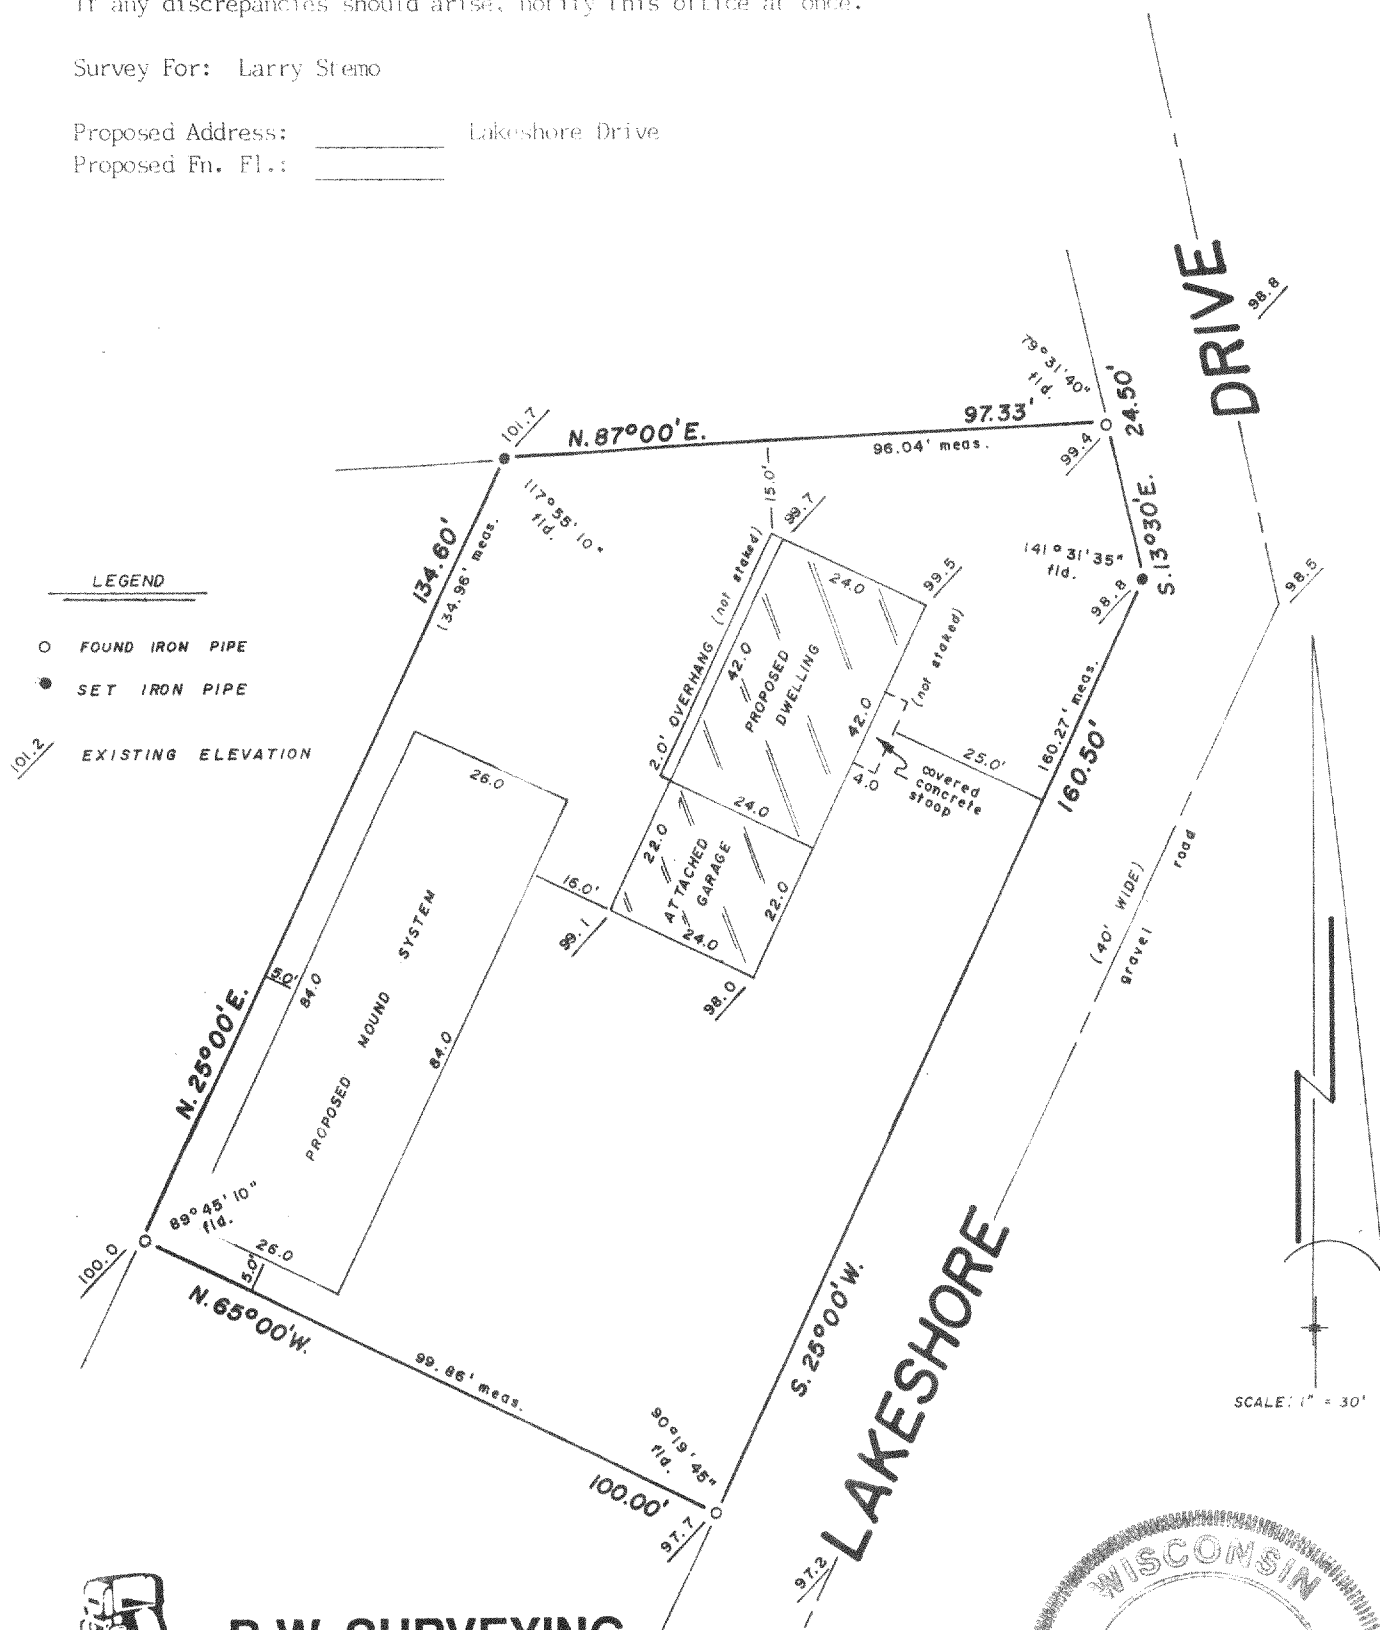 If any discrepancies should arise, notify this office at once.
Survey For: Larry Stemo
Proposed Address: Lakeshore Drive
Proposed Fn. Fl.:
DRIVE
98.8
79°31'40"
fld.
24.50'
101.7
N.87°00'E.
97.33'
96.04' meas.
99.4
117°55'10"
fld.
15.0'
99.7
S.13°30'E.
134.60'
134.96' meas.
141°31'35"
fld.
98.8
98.5
LEGEND
FOUND IRON PIPE
SET IRON PIPE
101.2
EXISTING ELEVATION
2.0' OVERHANG (not staked)
24.0
99.5
42.0
PROPOSED
DWELLING
(not staked)
42.0
4.0
covered
concrete
stoop
25.0'
160.27' meas.
160.50'
26.0
24.0
22.0
ATTACHED
GARAGE
22.0
24.0
16.0'
99.1
98.0
road
(40' WIDE)
gravel
PROPOSED MOUND SYSTEM
5.0'
84.0
84.0
N.25°00'E.
89°45'10"
fld.
26.0
5.0'
100.0
N.65°00'W.
99.86' meas.
S.25°00'W.
LAKESHORE
90°19'45"
fld.
100.00'
97.7
97.2
SCALE: 1" = 30'
WISCONSIN
R.W. SURVEYING